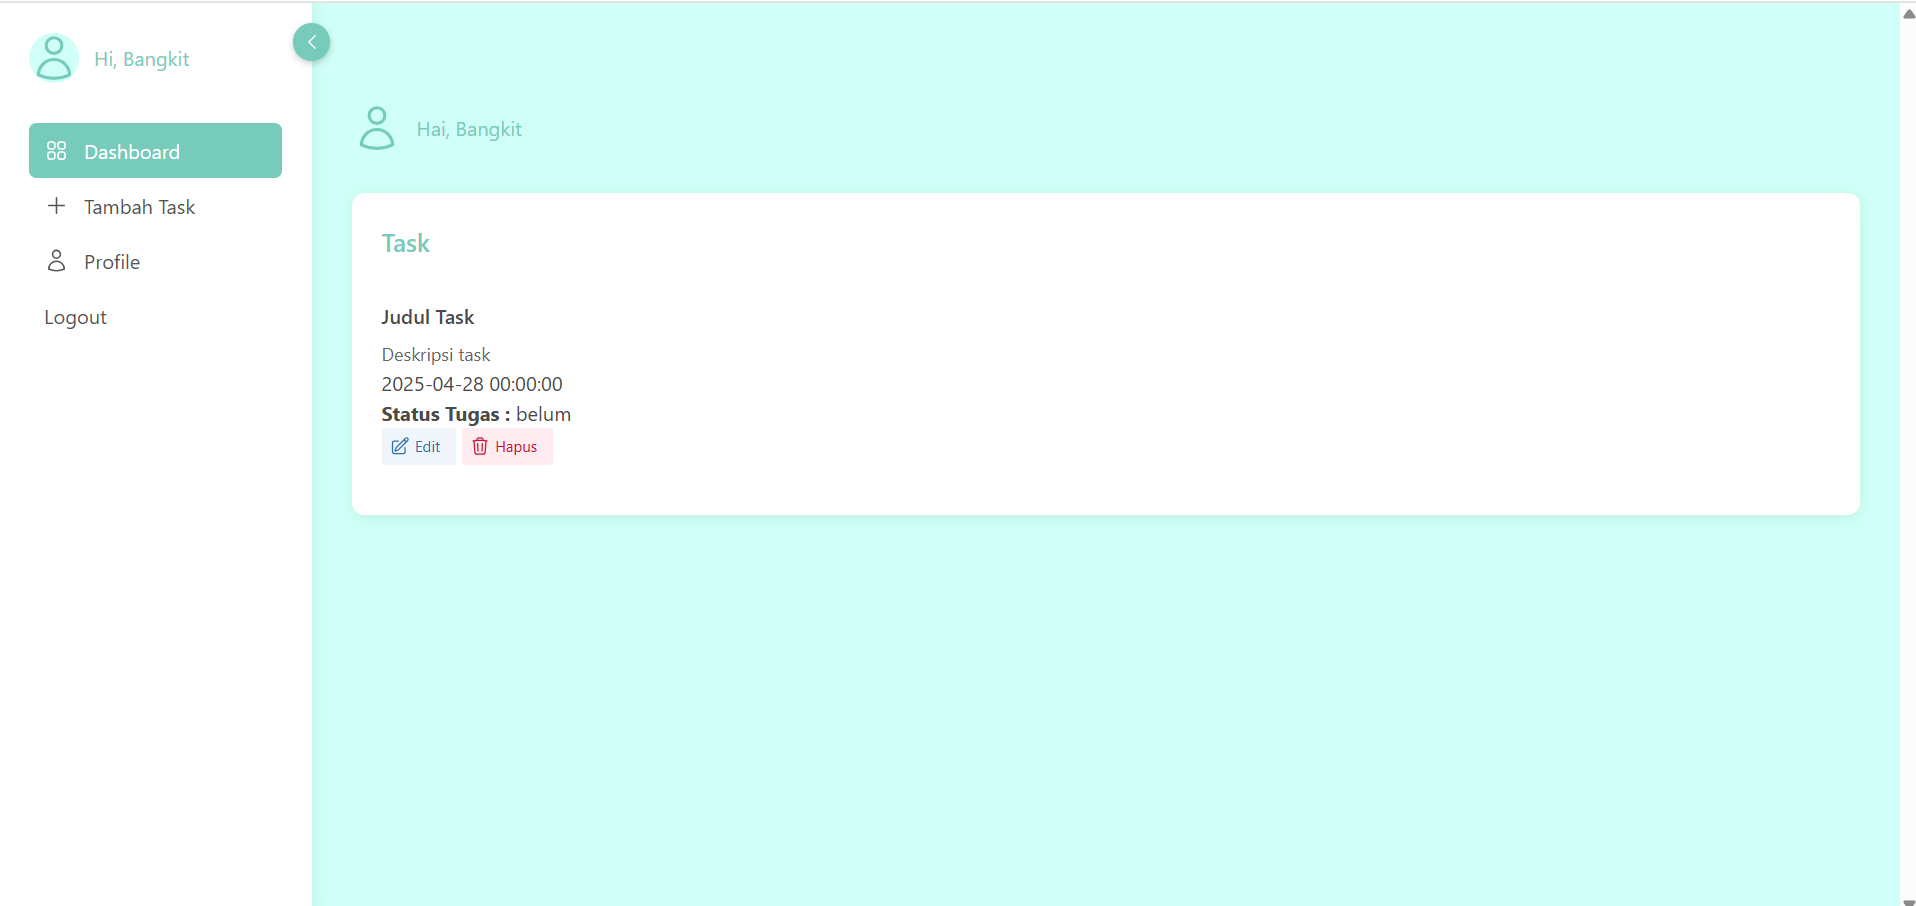 Hi, Bangkit
Dashboard
Tambah Task
Profile
Logout
Hai, Bangkit
Task
Judul Task
Deskripsi task
2025-04-28 00:00:00
Status Tugas : belum
Edit Hapus